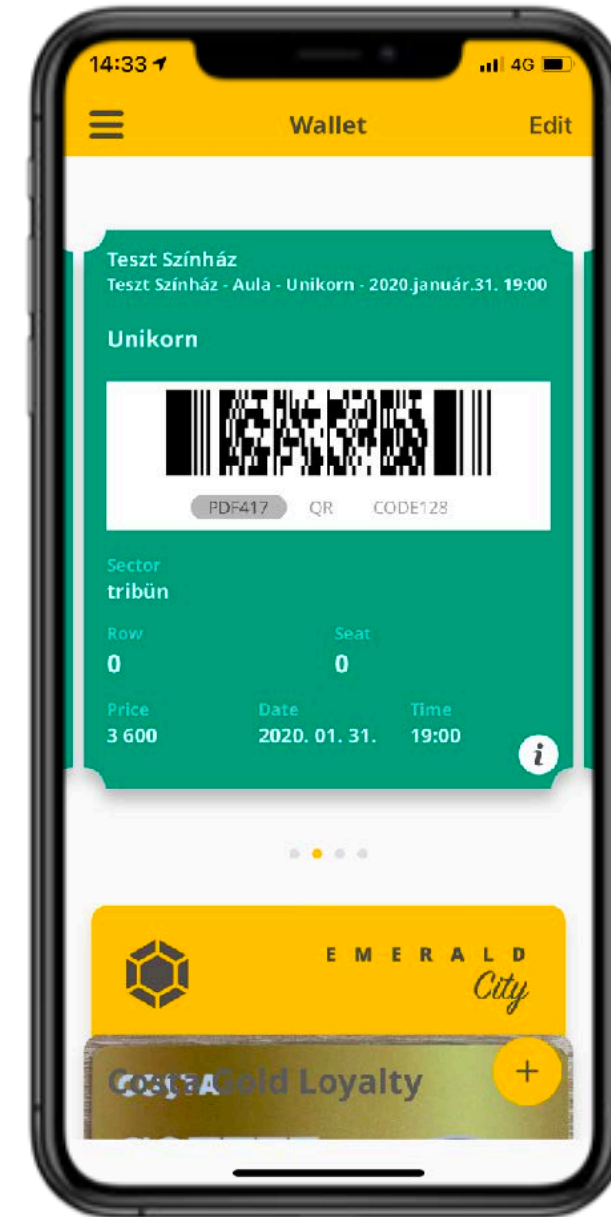 14:33 4G
Wallet Edit
Teszt Színház
Teszt Színház - Aula - Unikorn - 2020.január.31. 19:00
Unikorn
PDF417 QR CODE128
Sector
tribün
Row Seat
0 0
Price Date Time
3 600 2020. 01. 31. 19:00
i
EMERALD
City
Costa Gold Loyalty
+